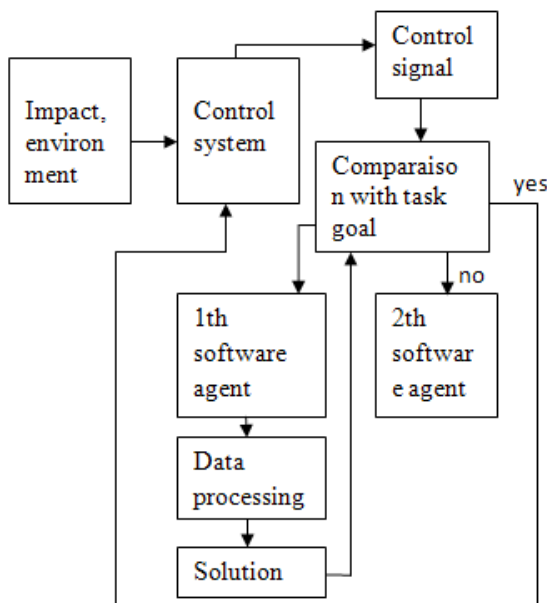 Control
signal
Impact,
environ
ment
Control
system
Comparaiso
n with task
goal
yes
no
1th
software
agent
2th
softwar
e agent
Data
processing
Solution